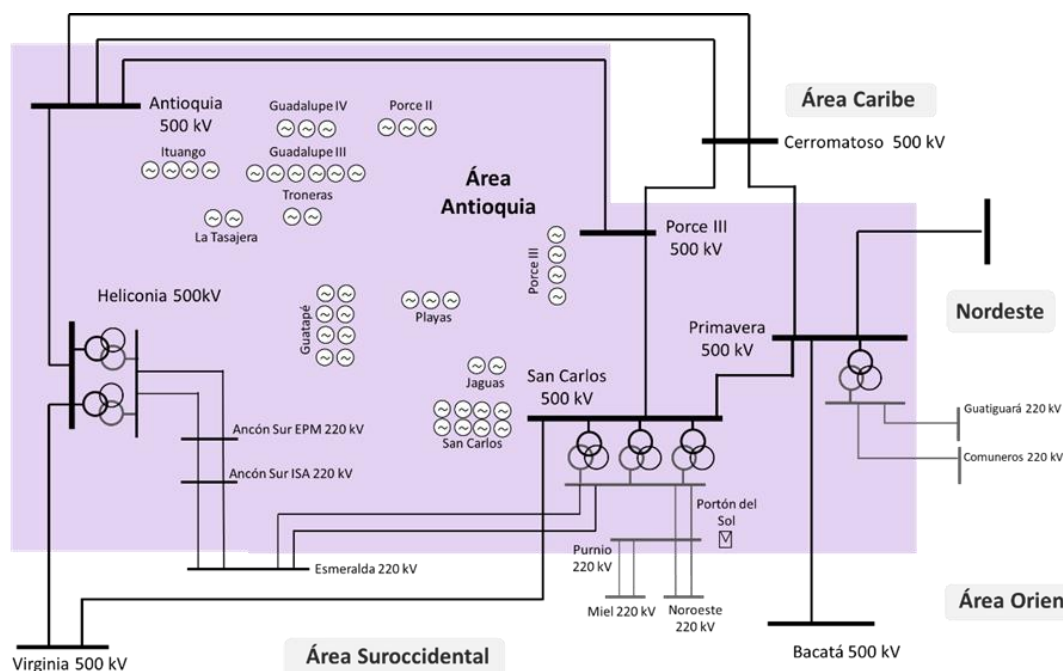 Antioquia
500 kV
Guadalupe IV
Porce II
Área Caribe
Cerromatoso 500 kV
Ituango
Guadalupe III
Troneras
Área
Antioquia
La Tasajera
Porce III
500 kV
Porce III
Heliconia 500kV
Guatapé
Playas
Nordeste
Primavera
500 kV
Jaguas
San Carlos
500 kV
San Carlos
Guatiguará 220 kV
Ancón Sur EPM 220 kV
Comuneros 220 kV
Ancón Sur ISA 220 kV
Portón del
Sol
Purnio
220 kV
Esmeralda 220 kV
Miel 220 kV
Noroeste
220 kV
Área Orien
Virginia 500 kV
Área Suroccidental
Bacatá 500 kV